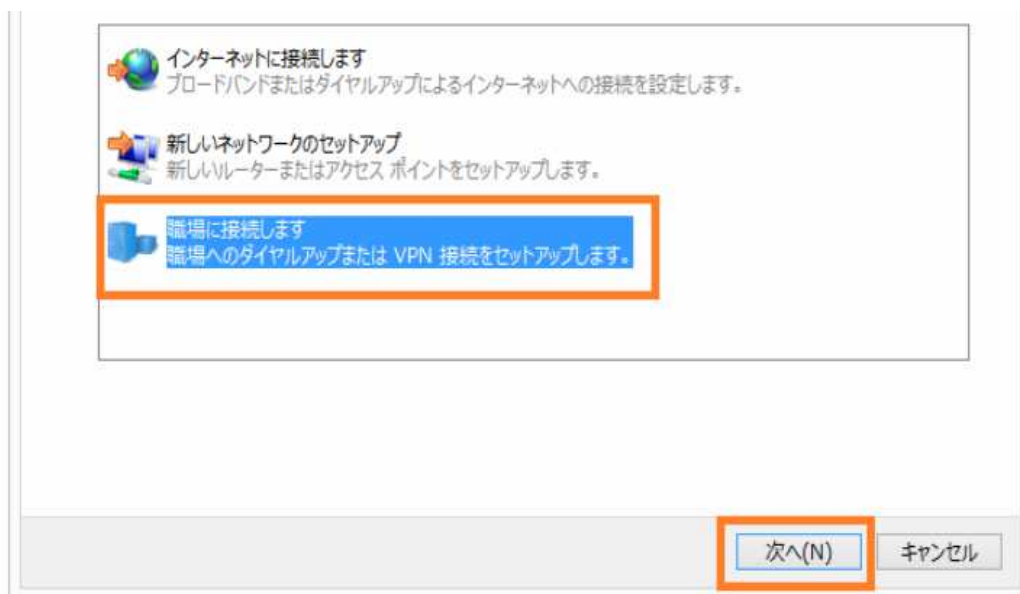 インターネットに接続します
ブロードバンドまたはダイヤルアップによるインターネットへの接続を設定します。
新しいネットワークのセットアップ
新しいルーターまたはアクセス ポイントをセットアップします。
職場に接続します
職場へのダイヤルアップまたは VPN 接続をセットアップします。
次へ(N)
キャンセル